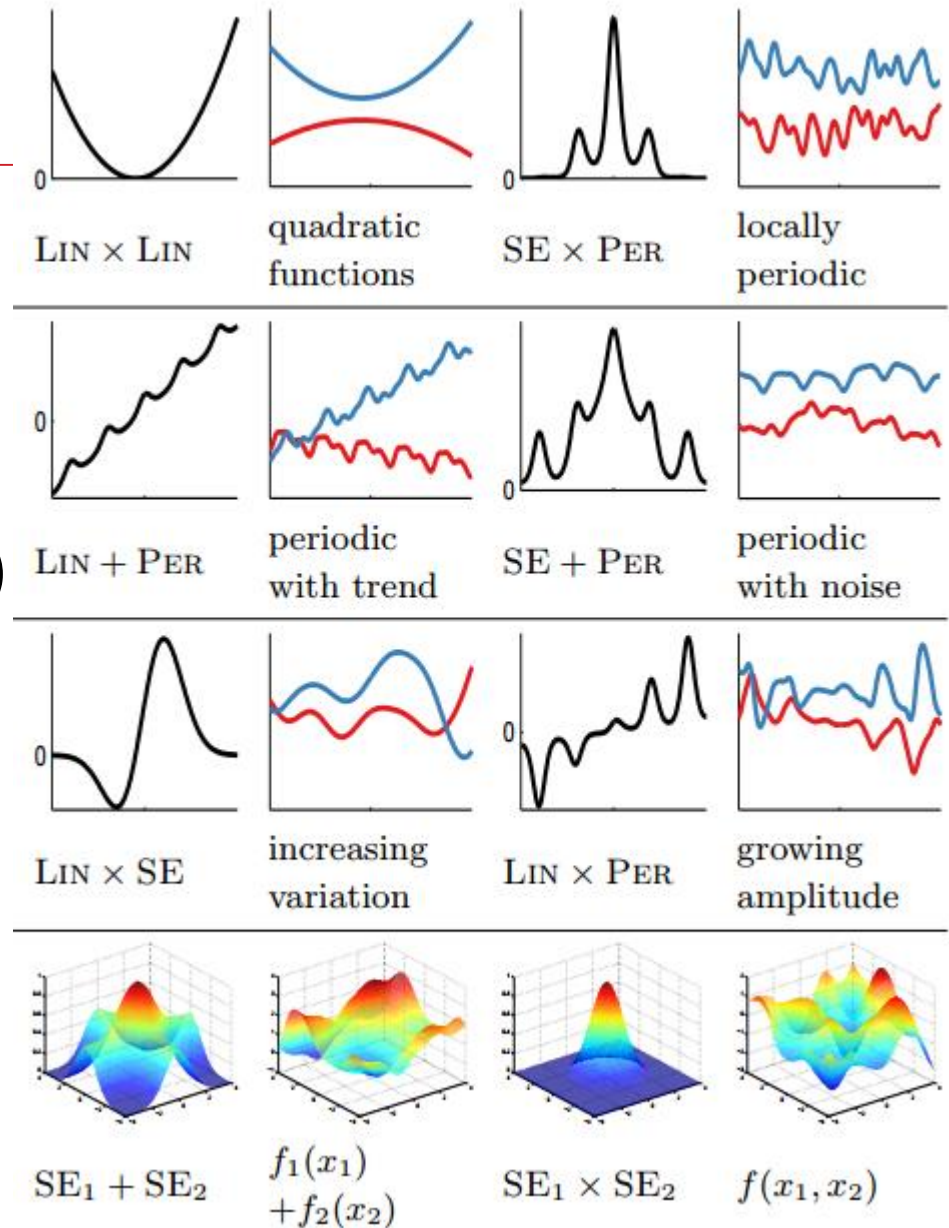 0
0
LIN × LIN
quadratic
functions
SE × PER
locally
periodic
0
0
LIN + PER
periodic
with trend
SE + PER
periodic
with noise
)
0
0
LIN × SE
increasing
variation
LIN × PER
growing
amplitude
SE₁ + SE₂
f₁(x₁)
+f₂(x₂)
SE₁ × SE₂
f(x₁, x₂)